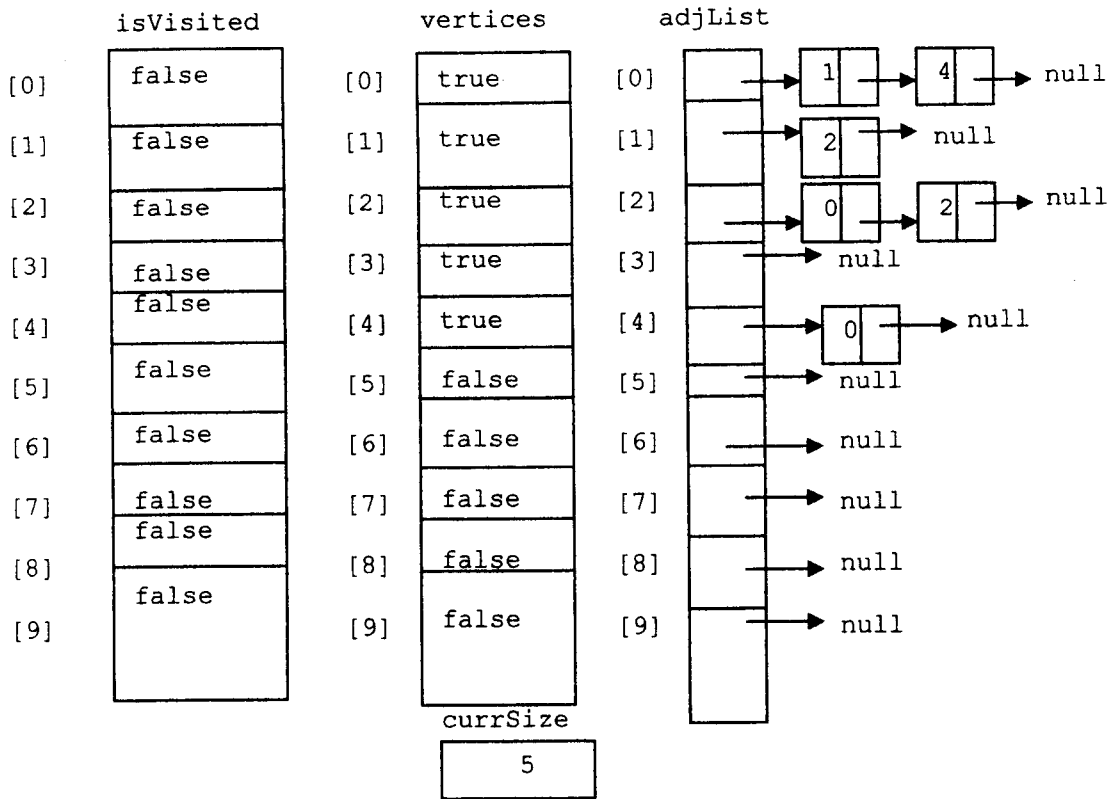 isVisited vertices adjList
[0] false [0] true [0] 1 4 null
[1] false [1] true [1] 2 null
[2] false [2] true [2] 0 2 null
[3] false [3] true [3] null
[4] false [4] true [4] 0 null
[5] false [5] false [5] null
[6] false [6] false [6] null
[7] false [7] false [7] null
[8] false [8] false [8] null
[9] false [9] false [9] null
currSize
5